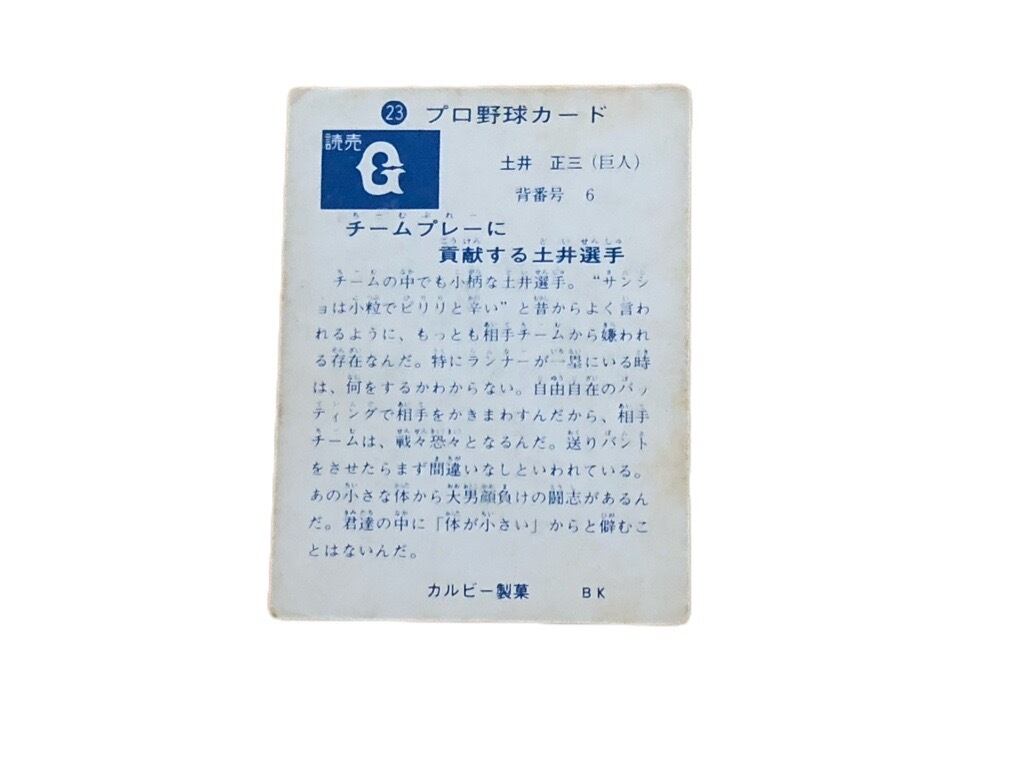 23 プロ野球カード
読売
G
土井 正三(巨人)
背番号 6
チームプレーに
貢献する土井選手
チームの中でも小柄な土井選手。“サンシ
ョは小粒でピリリと辛い”と昔からよく言わ
れるように、もっとも相手チームから嫌われ
る存在なんだ。特にランナーが一塁にいる時
は、何をするかわからない。自由自在のバッ
ティングで相手をかきまわすんだから、相手
チームは、戦々恐々となるんだ。送りバント
をさせたらまず間違いなしといわれている。
あの小さな体から大男顔負けの闘志があるん
だ。君達の中に「体が小さい」からと僻むこ
とはないんだ。
カルビー製菓 BK